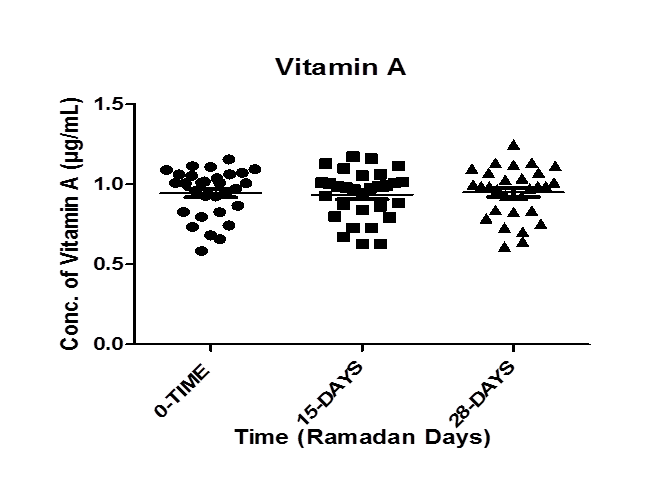 Vitamin A
Conc. of Vitamin A (µg/mL)
1.5
1.0
0.5
0.0
0-TIME
15-DAYS
28-DAYS
Time (Ramadan Days)